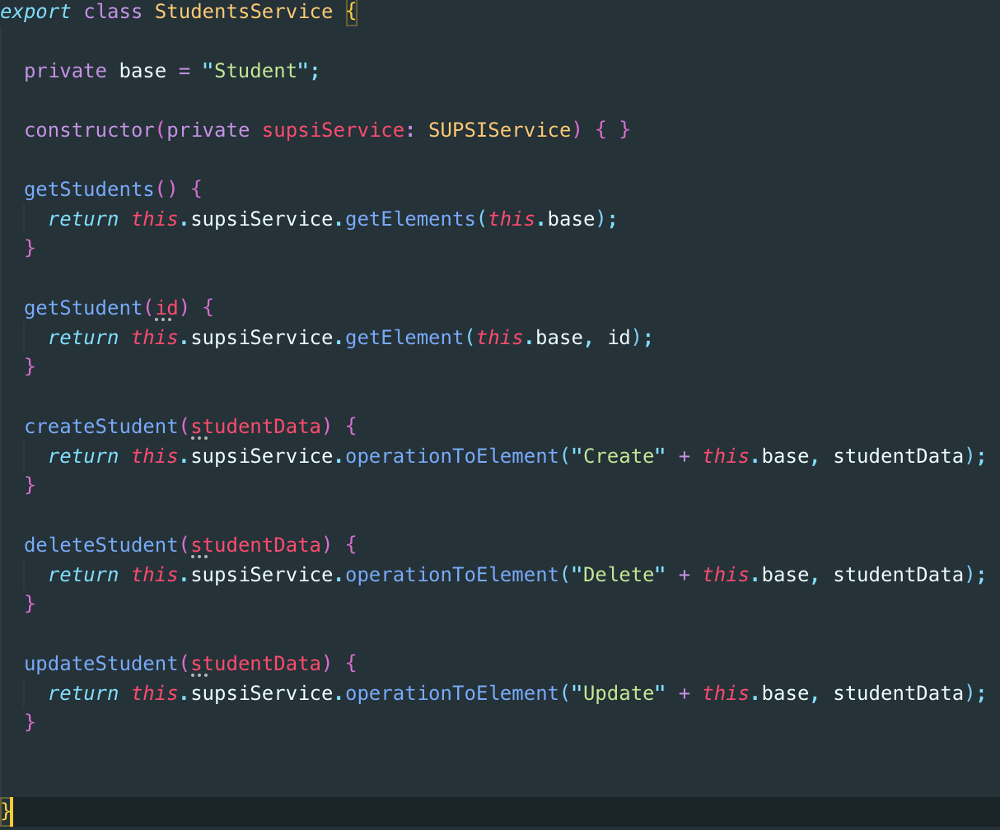 export class StudentsService {
private base = "Student";
constructor(private supsiService: SUPSIService) { }
getStudents() {
return this.supsiService.getElements(this.base);
}
getStudent(id) {
return this.supsiService.getElement(this.base, id);
}
createStudent(studentData) {
return this.supsiService.operationToElement("Create" + this.base, studentData);
}
deleteStudent(studentData) {
return this.supsiService.operationToElement("Delete" + this.base, studentData);
}
updateStudent(studentData) {
return this.supsiService.operationToElement("Update" + this.base, studentData);
}
}